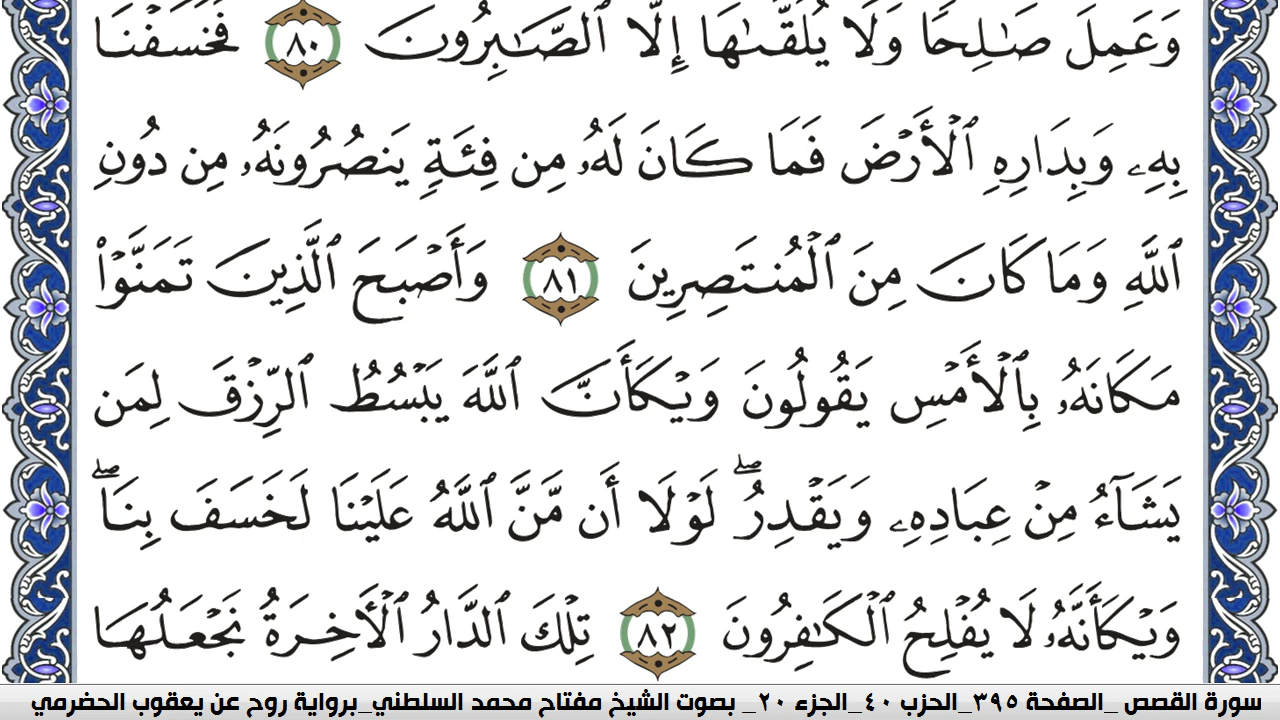 وَعَمِلَ صَٰلِحًا وَلَا يُلَقَّىٰهَا إِلَّا ٱلصَّٰبِرُونَ ٨٠ فَخَسَفْنَا
بِهِۦ وَبِدَارِهِ ٱلْأَرْضَ فَمَا كَانَ لَهُۥ مِن فِئَةٍ يَنصُرُونَهُۥ مِن دُونِ
ٱللَّهِ وَمَا كَانَ مِنَ ٱلْمُنتَصِرِينَ ٨١ وَأَصْبَحَ ٱلَّذِينَ تَمَنَّوْا۟
مَكَانَهُۥ بِٱلْأَمْسِ يَقُولُونَ وَيْكَأَنَّ ٱللَّهَ يَبْسُطُ ٱلرِّزْقَ لِمَن
يَشَآءُ مِنْ عِبَادِهِۦ وَيَقْدِرُ ۖ لَوْلَا أَن مَّنَّ ٱللَّهُ عَلَيْنَا لَخَسَفَ بِنَا ۖ
وَيْكَأَنَّهُۥ لَا يُفْلِحُ ٱلْكَٰفِرُونَ ٨٢ تِلْكَ ٱلدَّارُ ٱلْأَخِرَةُ نَجْعَلُهَا
سورة القصص _الصفحة ٣٩٥_الحزب ٤٠_الجزء ٢٠_ بصوت الشيخ مفتاح محمد السلطني_برواية روح عن يعقوب الحضرمي